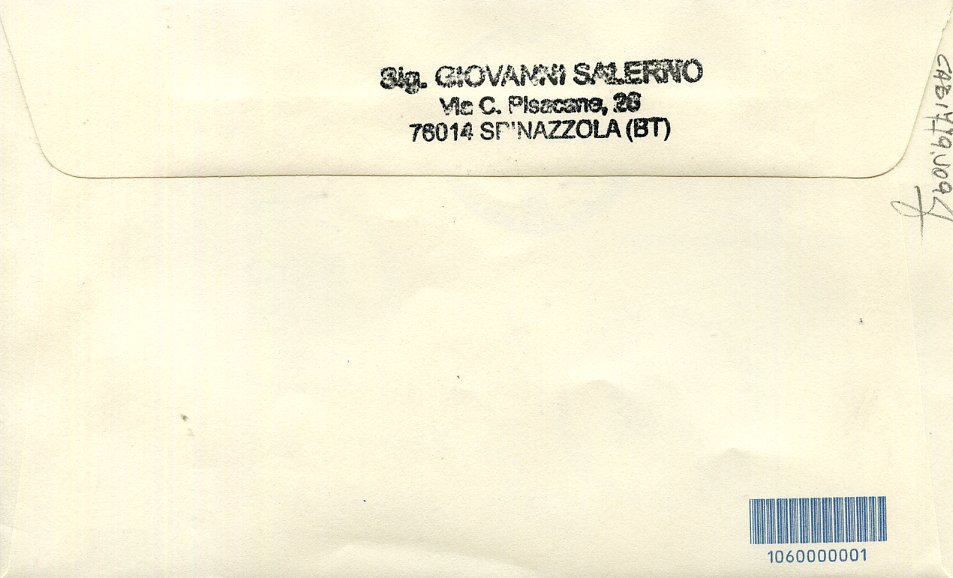 Sig. GIOVANNI SALERNO
Via C. Pisacane, 26
76014 SPINAZZOLA (BT)
1060000001